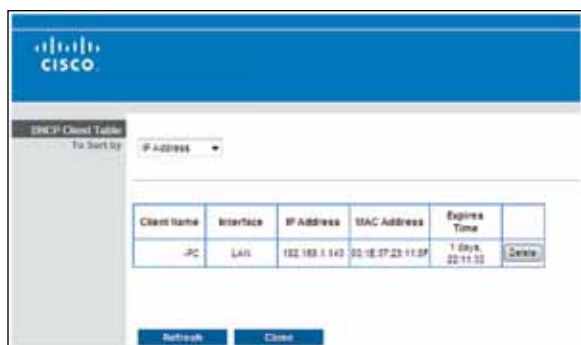 CISCO
DHCP Client Table
To Sort by
IP Address
Client Name Interface IP Address MAC Address Expires Time
-PC LAN 1 days,
Delete
Refresh Close